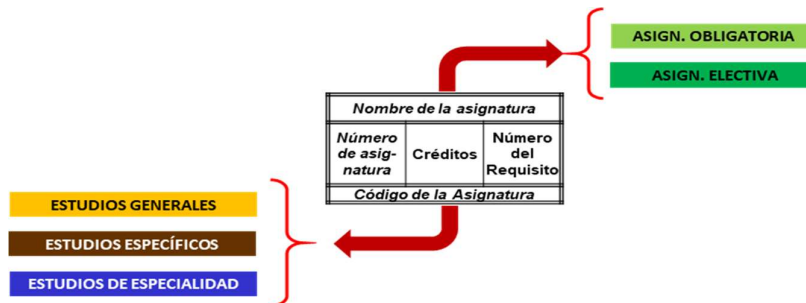 ASIGN. OBLIGATORIA
ASIGN. ELECTIVA
Nombre de la asignatura
Número
de asig-
natura
Créditos
Número
del
Requisito
Código de la Asignatura
ESTUDIOS GENERALES
ESTUDIOS ESPECÍFICOS
ESTUDIOS DE ESPECIALIDAD